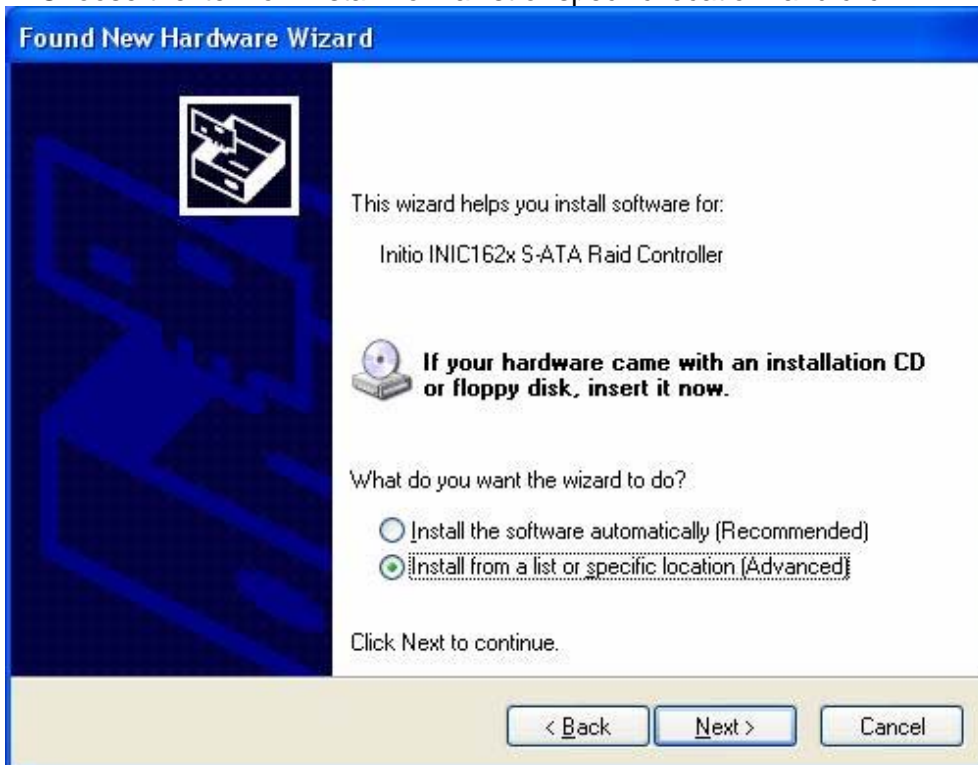 Found New Hardware Wizard
This wizard helps you install software for:
Initio INIC162x S-ATA Raid Controller
If your hardware came with an installation CD
or floppy disk, insert it now.
What do you want the wizard to do?
Install the software automatically (Recommended)
Install from a list or specific location (Advanced)
Click Next to continue.
< Back
Next >
Cancel